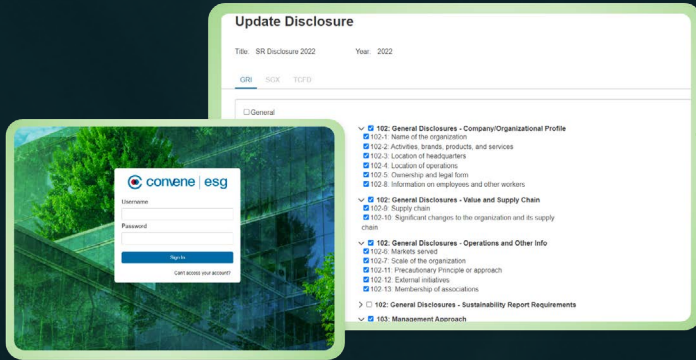 Update Disclosure
Title: SR Disclosure 2022 Year: 2022
GRI SGX TCFD
General
102: General Disclosures - Company/Organizational Profile
102-1: Name of the organization
102-2: Activities, brands, products, and services
102-3: Location of headquarters
102-4: Location of operations
102-5: Ownership and legal form
102-8: Information on employees and other workers
102: General Disclosures - Value and Supply Chain
102-9: Supply chain
102-10: Significant changes to the organization and its supply
chain
102: General Disclosures - Operations and Other Info
102-6: Markets served
102-7: Scale of the organization
102-11: Precautionary Principle or approach
102-12: External initiatives
102-13: Membership of associations
102: General Disclosures - Sustainability Report Requirements
103: Management Approach
convene | esg
Username
Password
Sign In
Can't access your account?